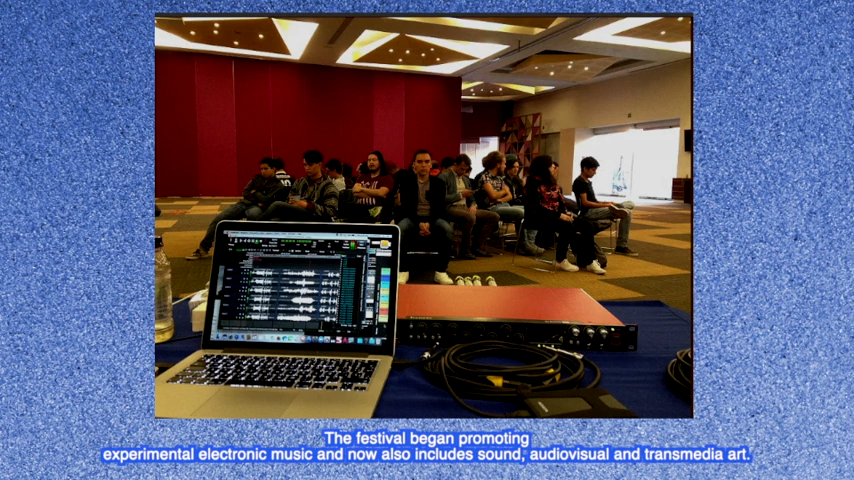 The festival began promoting
experimental electronic music and now also includes sound, audiovisual and transmedia art.